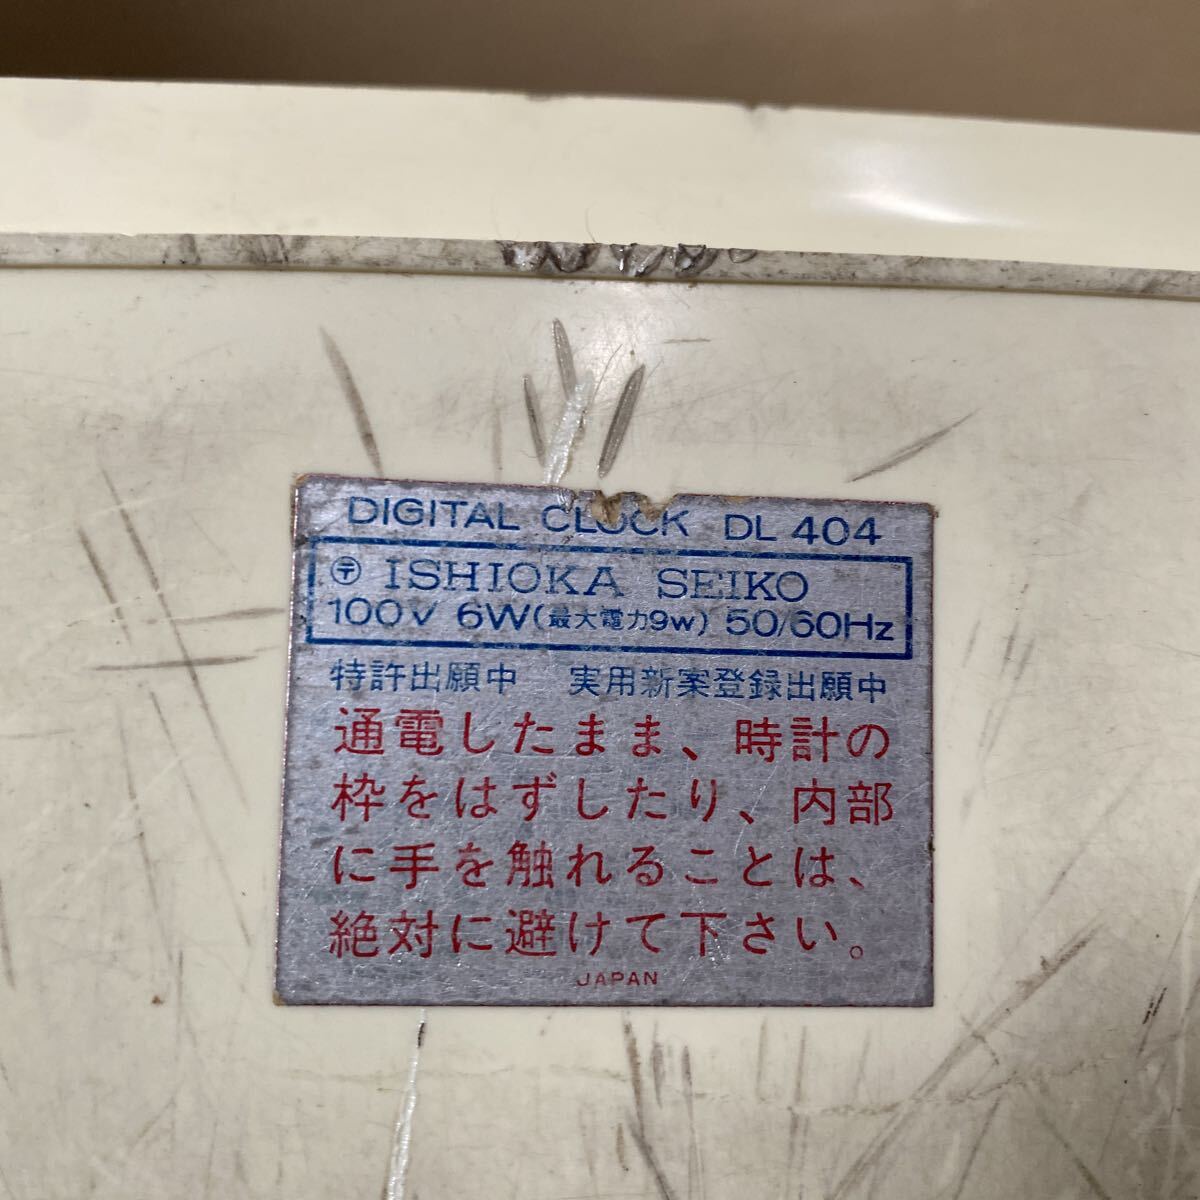 DIGITAL CLOCK DL 404
〶 ISHIOKA SEIKO
100V 6W(最大電力9w) 50/60Hz
特許出願中 実用新案登録出願中
通電したまま、時計の
枠をはずしたり、内部
に手を触れることは、
絶対に避けて下さい。
JAPAN